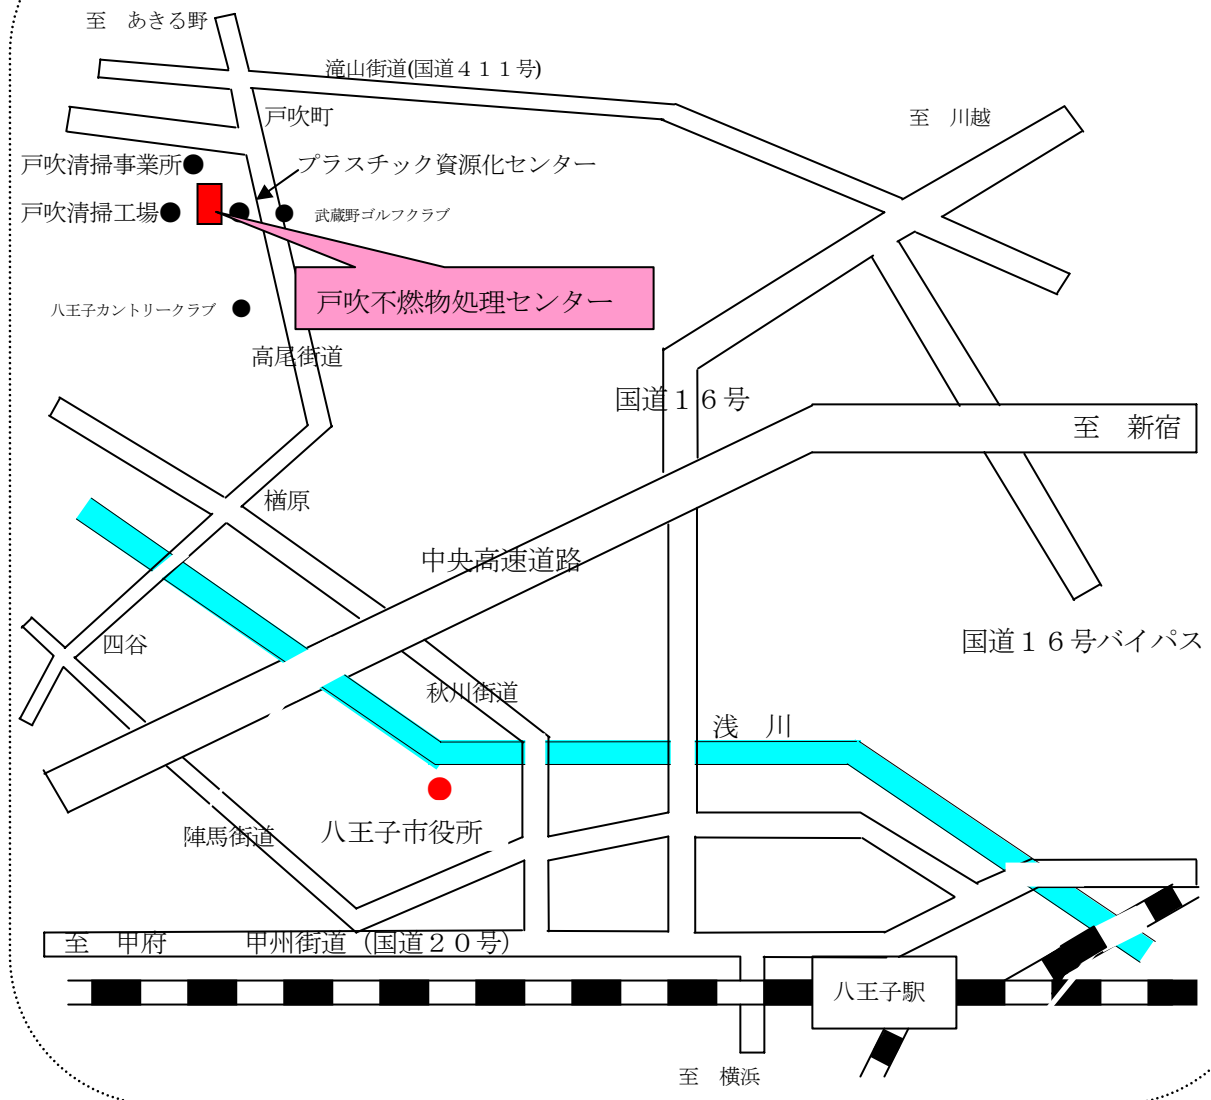 至　あきる野
滝山街道(国道４１１号)
戸吹町
至　川越
戸吹清掃事業所
プラスチック資源化センター
戸吹清掃工場
武蔵野ゴルフクラブ
戸吹不燃物処理センター
八王子カントリークラブ
高尾街道
国道１６号
至　新宿
楢原
中央高速道路
四谷
国道１６号バイパス
秋川街道
浅　川
陣馬街道
八王子市役所
至　甲府
甲州街道（国道２０号）
八王子駅
至　横浜